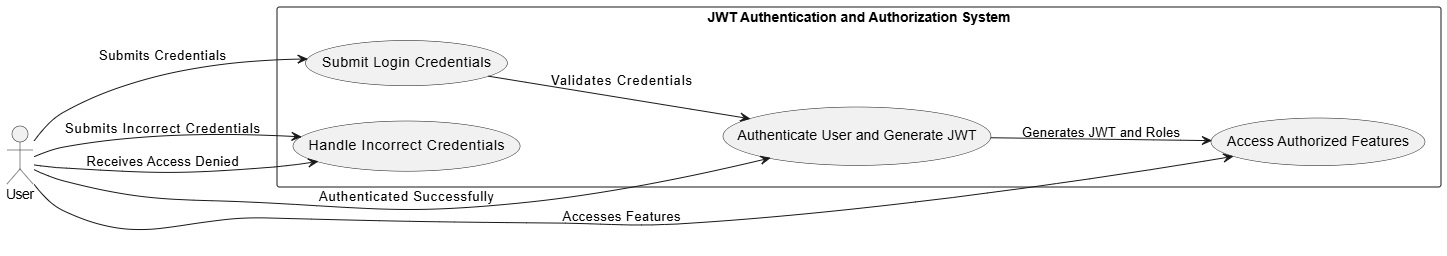 JWT Authentication and Authorization System
Submits Credentials
Submit Login Credentials
Validates Credentials
Submits Incorrect Credentials
Handle Incorrect Credentials
Receives Access Denied
Authenticate User and Generate JWT
Generates JWT and Roles
Access Authorized Features
User
Authenticated Successfully
Accesses Features